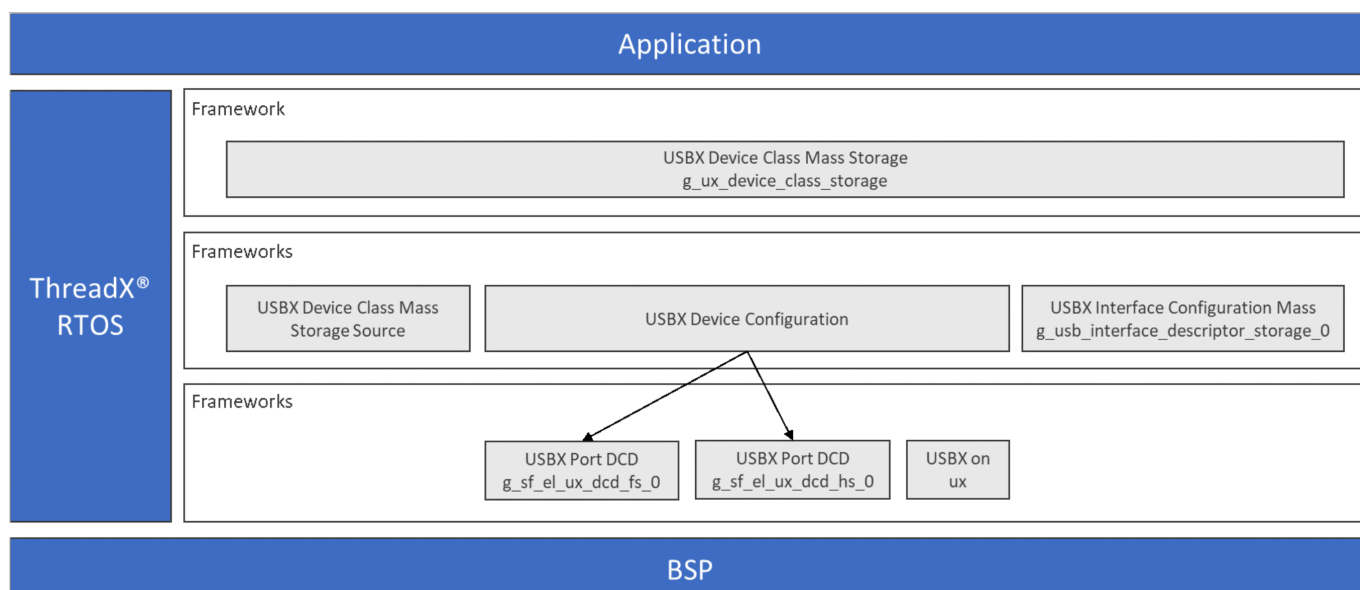 Application
ThreadX®
RTOS
Framework
USBX Device Class Mass Storage
g_ux_device_class_storage
Frameworks
USBX Device Class Mass
Storage Source
USBX Device Configuration
USBX Interface Configuration Mass
g_usb_interface_descriptor_storage_0
Frameworks
USBX Port DCD
g_sf_el_ux_dcd_fs_0
USBX Port DCD
g_sf_el_ux_dcd_hs_0
USBX on
ux
BSP